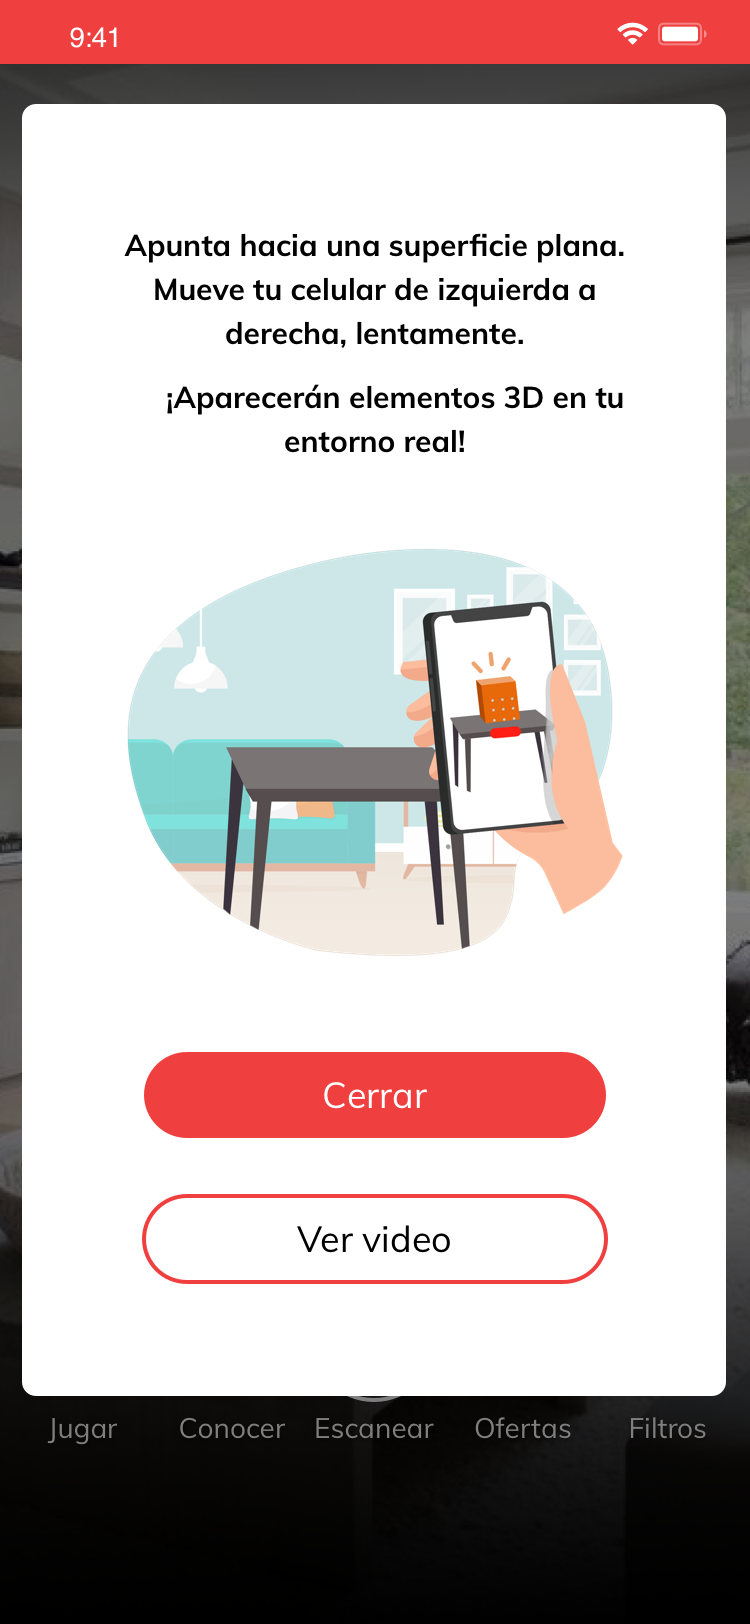 9:41
Apunta hacia una superficie plana.
Mueve tu celular de izquierda a
derecha, lentamente.
¡Aparecerán elementos 3D en tu
entorno real!
Cerrar
Ver video
Jugar Conocer Escanear Ofertas Filtros